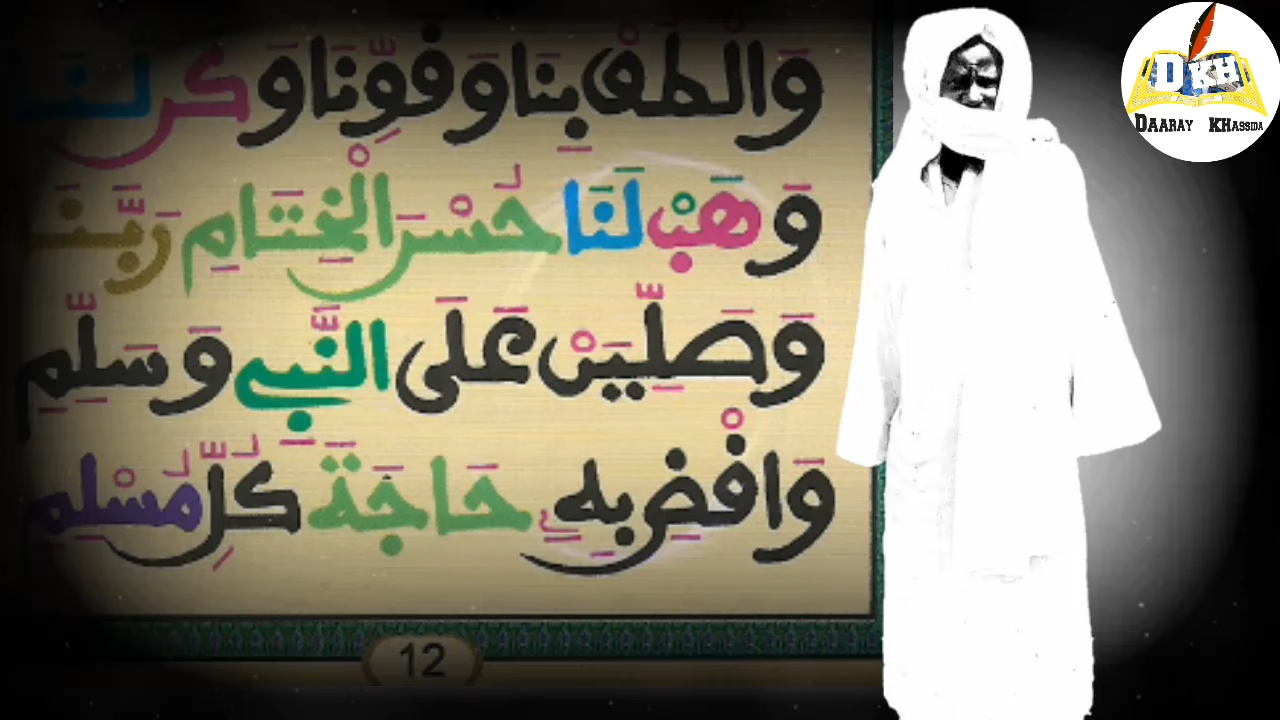 وَالْطُفْ بِنَا وَقَوِّنَا وَكُن لَّنَا
وَهَبْ لَنَا حُسْنَ الْخِتَامِ رَبَّنَا
وَصَلِّيَنْ عَلَى النَّبِي وَسَلِّمِ
وَاقْضِ بِهِ حَاجَةَ كُلِّ مُسْلِمِ
12
DKH
DAARAY KHASSIDA